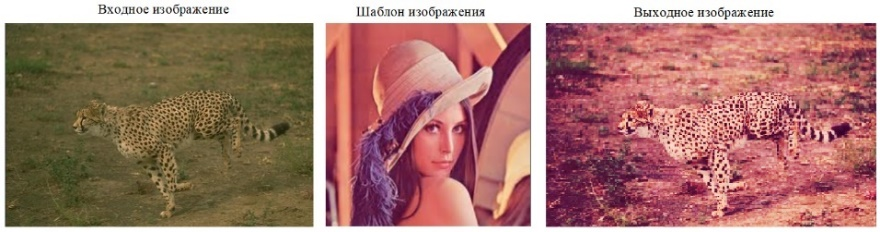 Входное изображение
Шаблон изображения
Выходное изображение